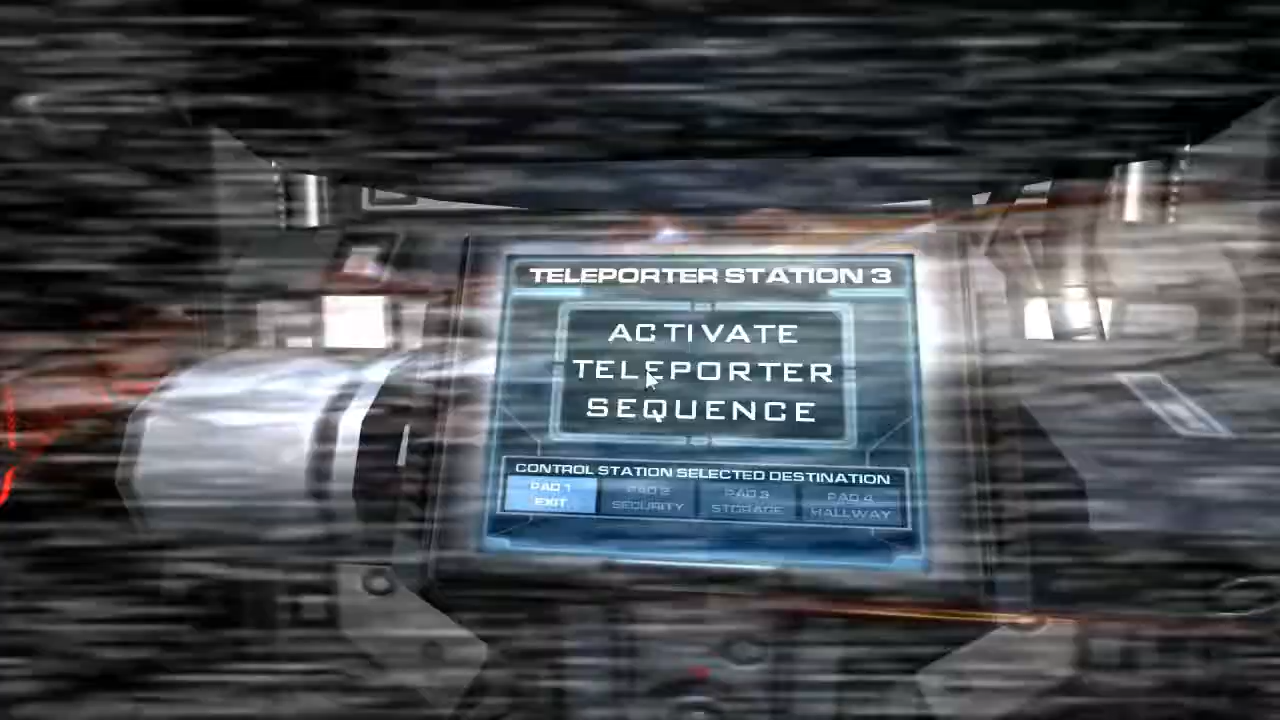 TELEPORTER STATION 3
ACTIVATE
TELEPORTER
SEQUENCE
CONTROL STATION SELECTED DESTINATION
PAD 1 PAD 2 PAD 3 PAD 4
EXIT SECURITY STORAGE HALLWAY